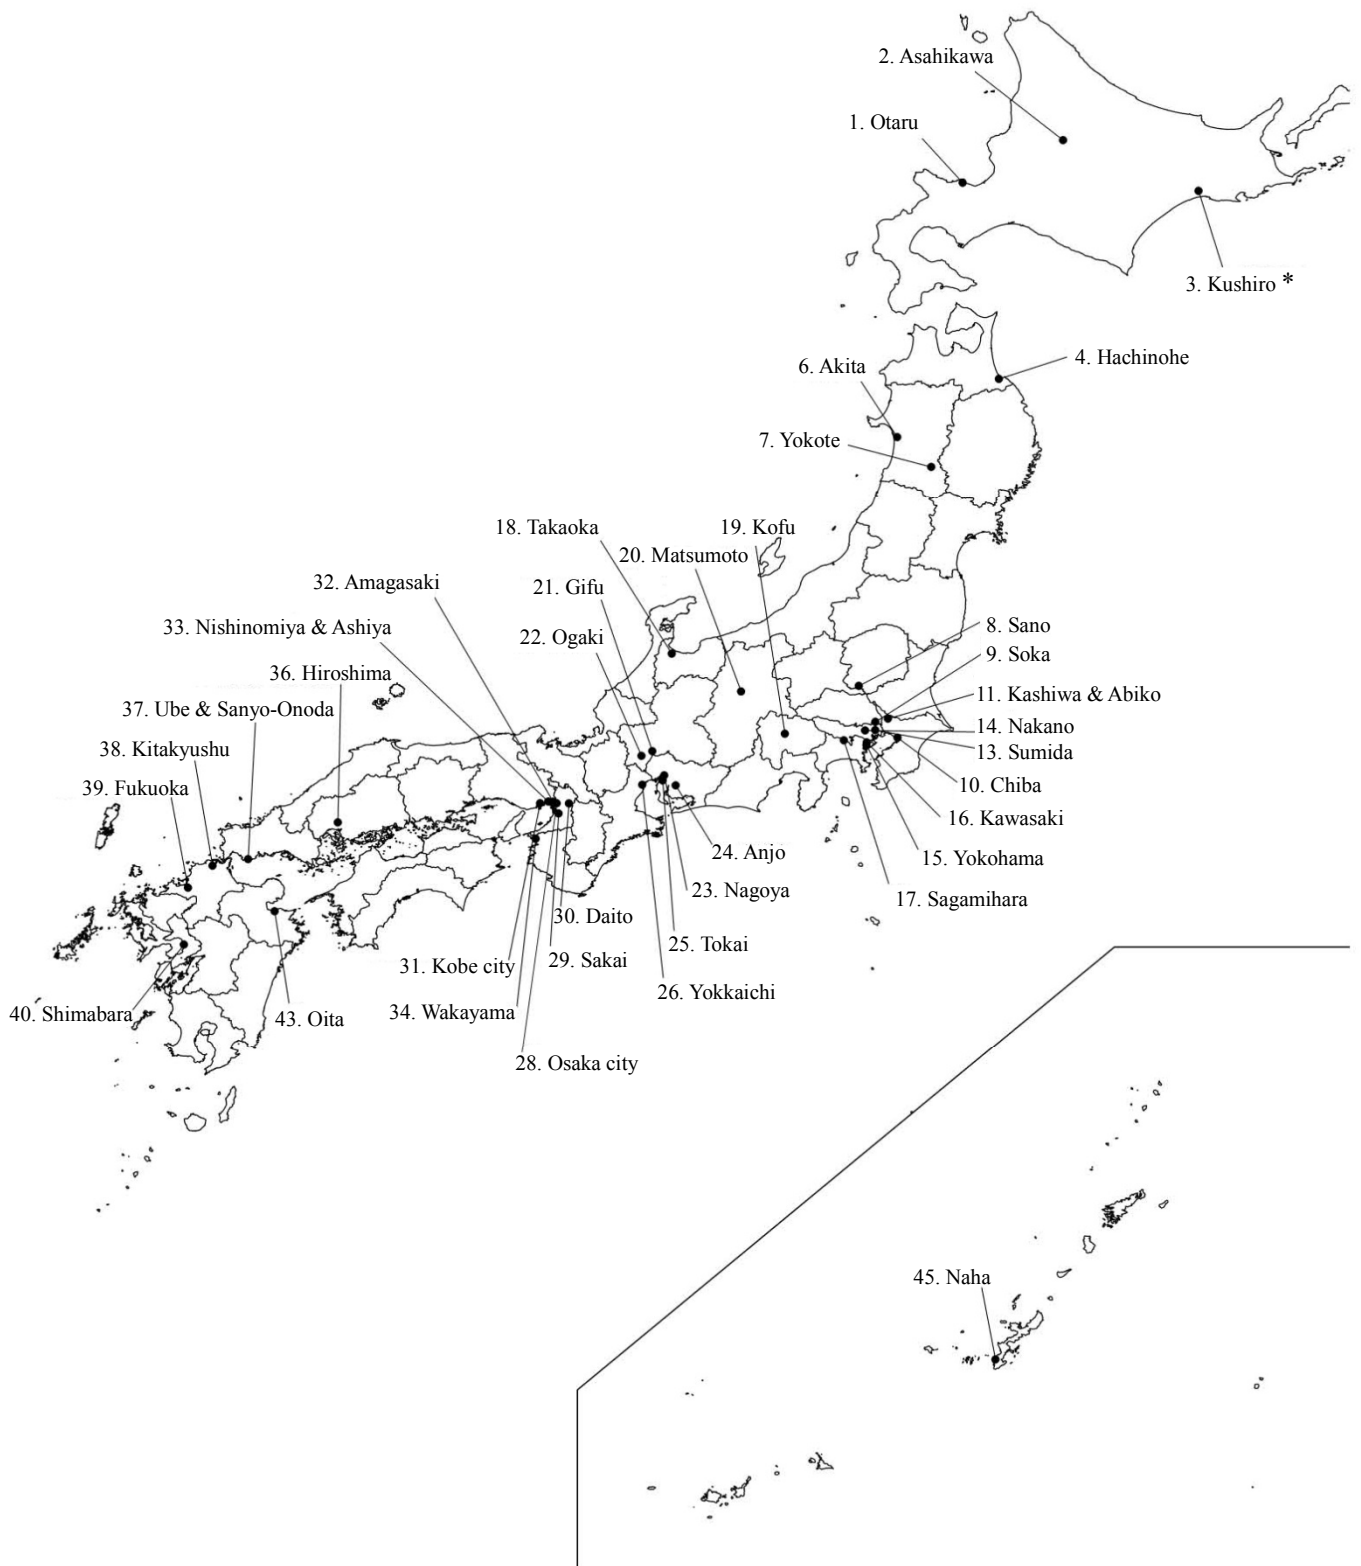 2. Asahikawa
1. Otaru
3. Kushiro *
4. Hachinohe
6. Akita
7. Yokote
18. Takaoka
19. Kofu
20. Matsumoto
32. Amagasaki
21. Gifu
33. Nishinomiya & Ashiya
22. Ogaki
8. Sano
9. Soka
36. Hiroshima
11. Kashiwa & Abiko
37. Ube & Sanyo-Onoda
14. Nakano
38. Kitakyushu
13. Sumida
39. Fukuoka
10. Chiba
16. Kawasaki
24. Anjo
15. Yokohama
23. Nagoya
17. Sagamihara
30. Daito
25. Tokai
29. Sakai
31. Kobe city
26. Yokkaichi
40. Shimabara
43. Oita
34. Wakayama
28. Osaka city
45. Naha